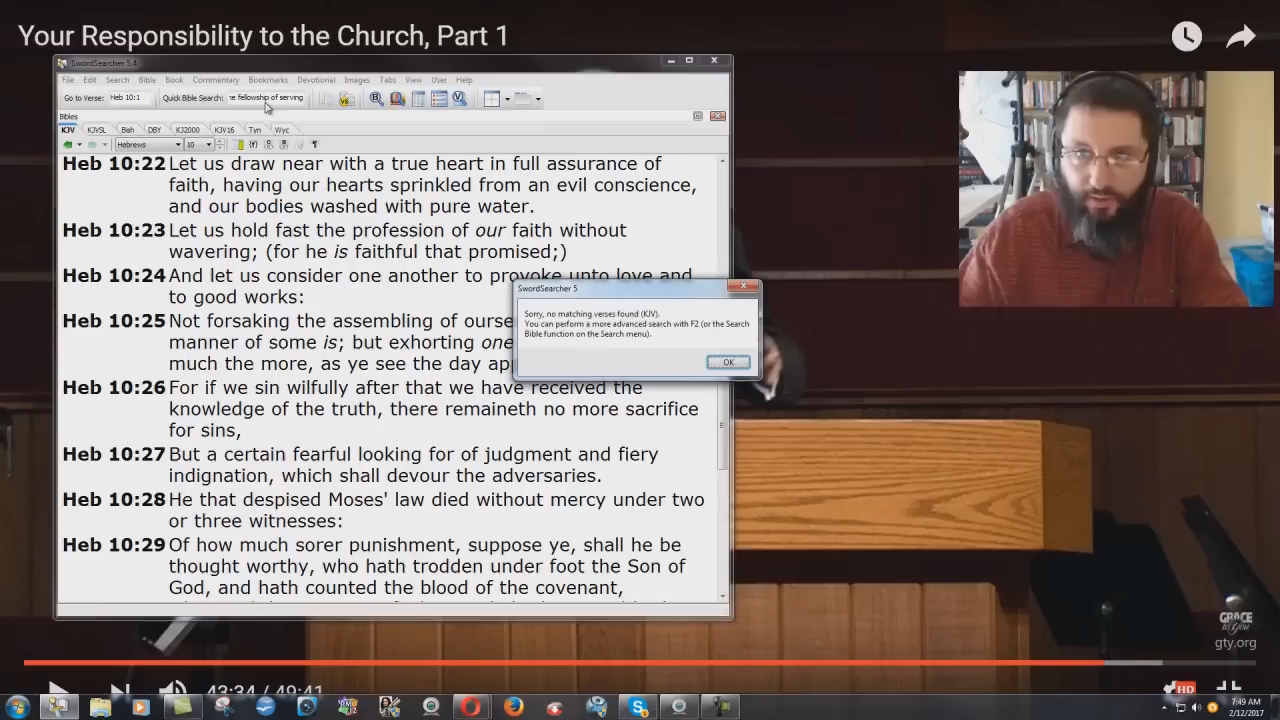 Your Responsibility to the Church, Part 1
SwordSearcher 5.4
File Edit Search Bible Book Commentary Bookmarks Devotional Images Tabs View User Help
Go to Verse: Heb 10:1 Quick Bible Search: ne fellowship of serving
Bibles
KJV KJVSL Bish DBY KJ2000 KJV16 Tyn Wyc
Hebrews 10
Heb 10:22 Let us draw near with a true heart in full assurance of
faith, having our hearts sprinkled from an evil conscience,
and our bodies washed with pure water.
Heb 10:23 Let us hold fast the profession of our faith without
wavering; (for he is faithful that promised;)
Heb 10:24 And let us consider one another to provoke unto love and
to good works:
Heb 10:25 Not forsaking the assembling of ourse
manner of some is; but exhorting one
much the more, as ye see the day ap
Heb 10:26 For if we sin wilfully after that we have received the
knowledge of the truth, there remaineth no more sacrifice
for sins,
Heb 10:27 But a certain fearful looking for of judgment and fiery
indignation, which shall devour the adversaries.
Heb 10:28 He that despised Moses' law died without mercy under two
or three witnesses:
Heb 10:29 Of how much sorer punishment, suppose ye, shall he be
thought worthy, who hath trodden under foot the Son of
God, and hath counted the blood of the covenant,
SwordSearcher 5
Sorry, no matching verses found (KJV).
You can perform a more advanced search with F2 (or the Search
Bible function on the Search menu).
OK
GRACE
to You
gty.org
43:34 / 49:41
HD
7:49 AM
2/12/2017